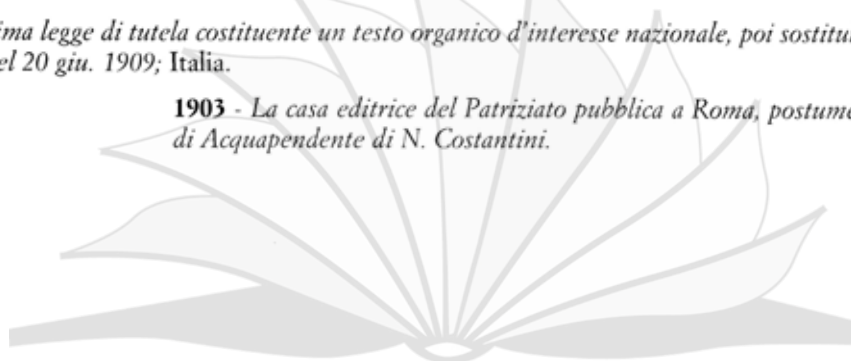 ima legge di tutela costituente un testo organico d'interesse nazionale, poi sostitu
el 20 giu. 1909; Italia.
1903 - La casa editrice del Patriziato pubblica a Roma, postume
di Acquapendente di N. Costantini.